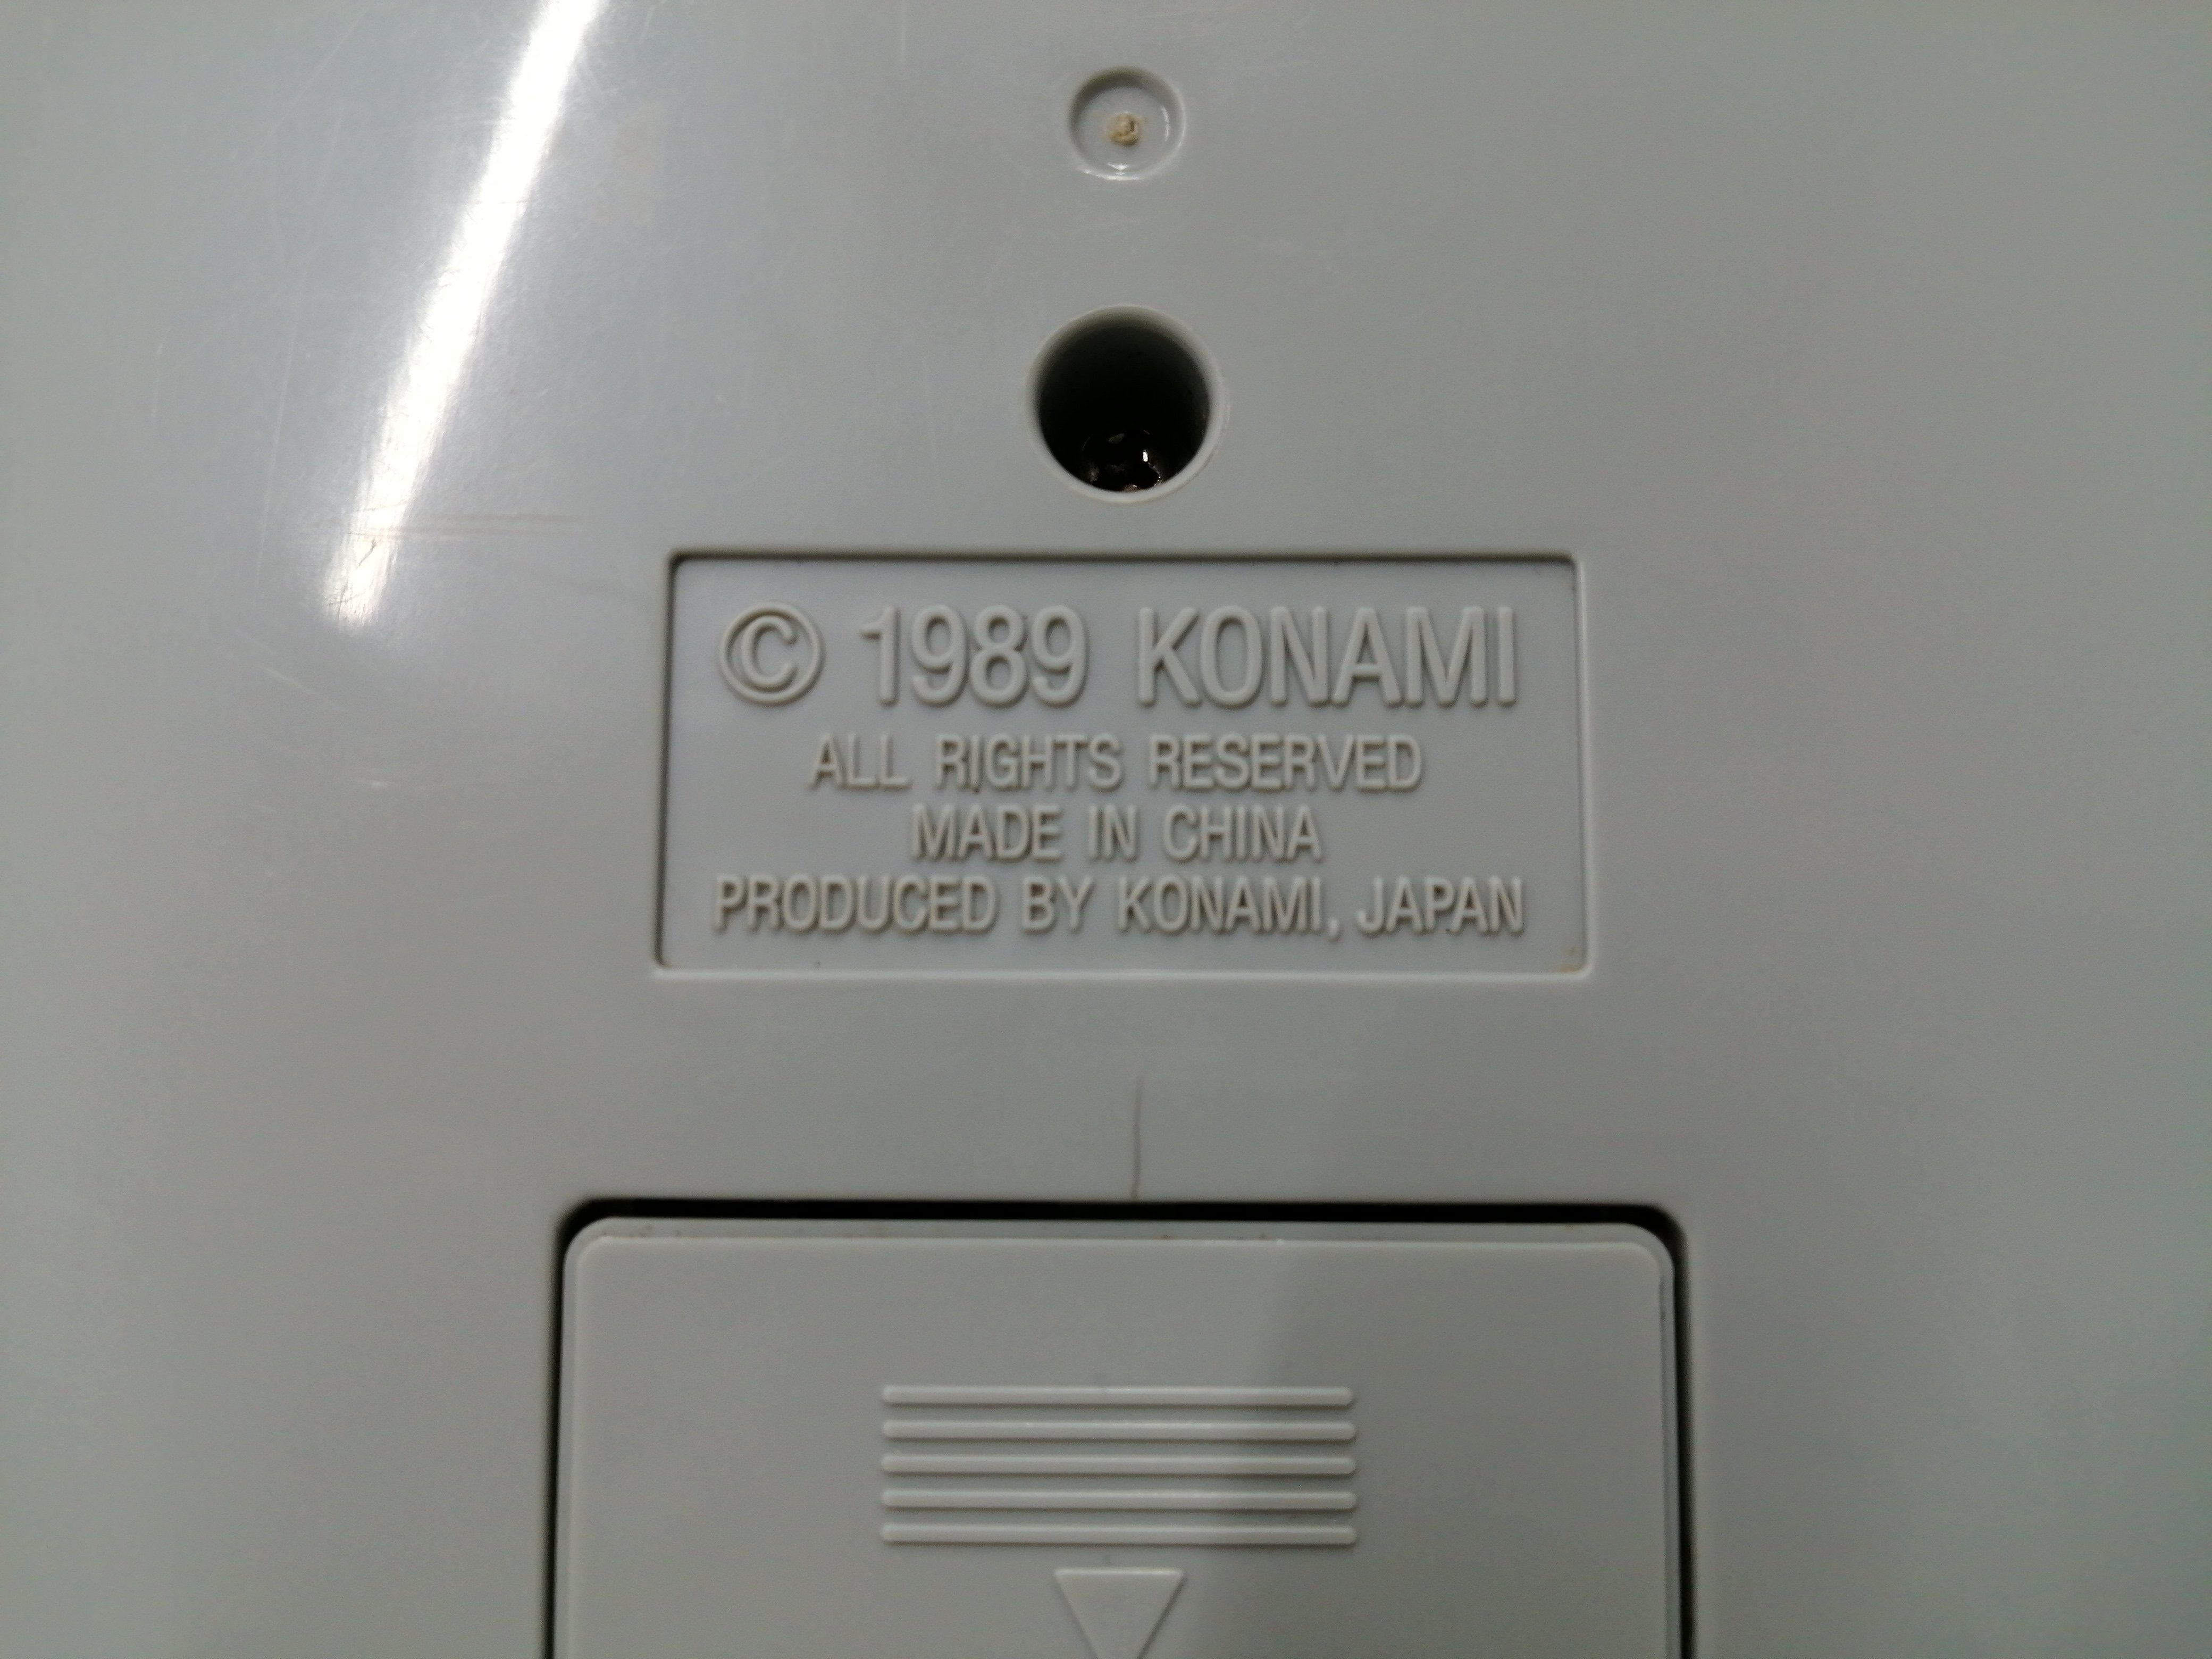 © 1989 KONAMI
ALL RIGHTS RESERVED
MADE IN CHINA
PRODUCED BY KONAMI, JAPAN